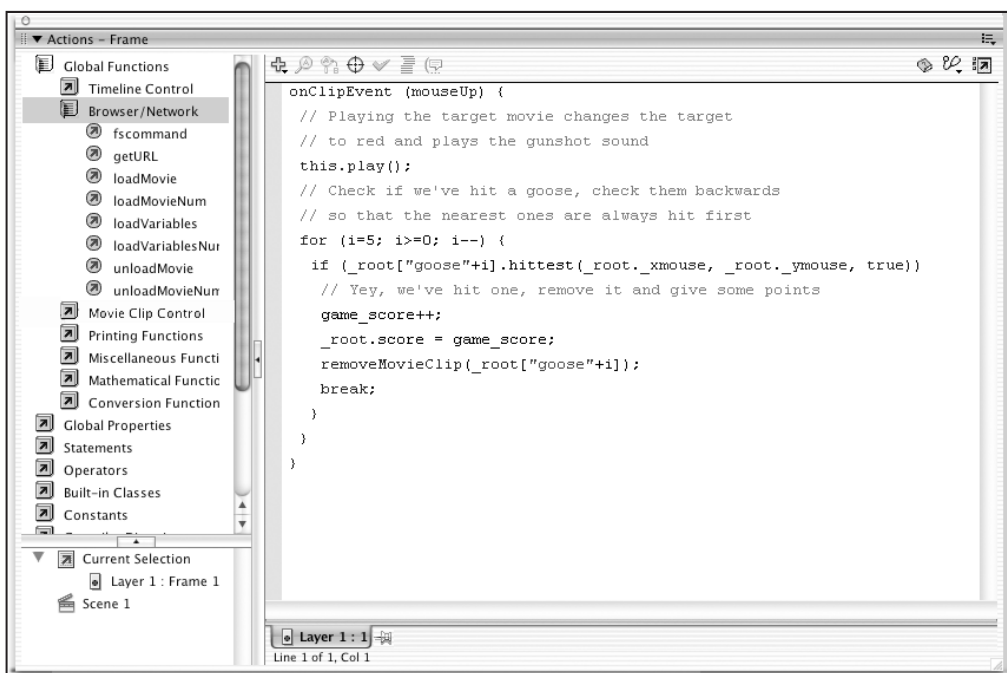 Actions – Frame
Global Functions
Timeline Control
Browser/Network
fscommand
getURL
loadMovie
loadMovieNum
loadVariables
loadVariablesNur
unloadMovie
unloadMovieNum
Movie Clip Control
Printing Functions
Miscellaneous Functi
Mathematical Functic
Conversion Function
Global Properties
Statements
Operators
Built-in Classes
Constants
Current Selection
Layer 1 : Frame 1
Scene 1
onClipEvent (mouseUp) {
// Playing the target movie changes the target
// to red and plays the gunshot sound
this.play();
// Check if we've hit a goose, check them backwards
// so that the nearest ones are always hit first
for (i=5; i>=0; i--) {
if (_root["goose"+i].hittest(_root._xmouse, _root._ymouse, true))
// Yey, we've hit one, remove it and give some points
game_score++;
_root.score = game_score;
removeMovieClip(_root["goose"+i]);
break;
}
}
}
Layer 1 : 1
Line 1 of 1, Col 1